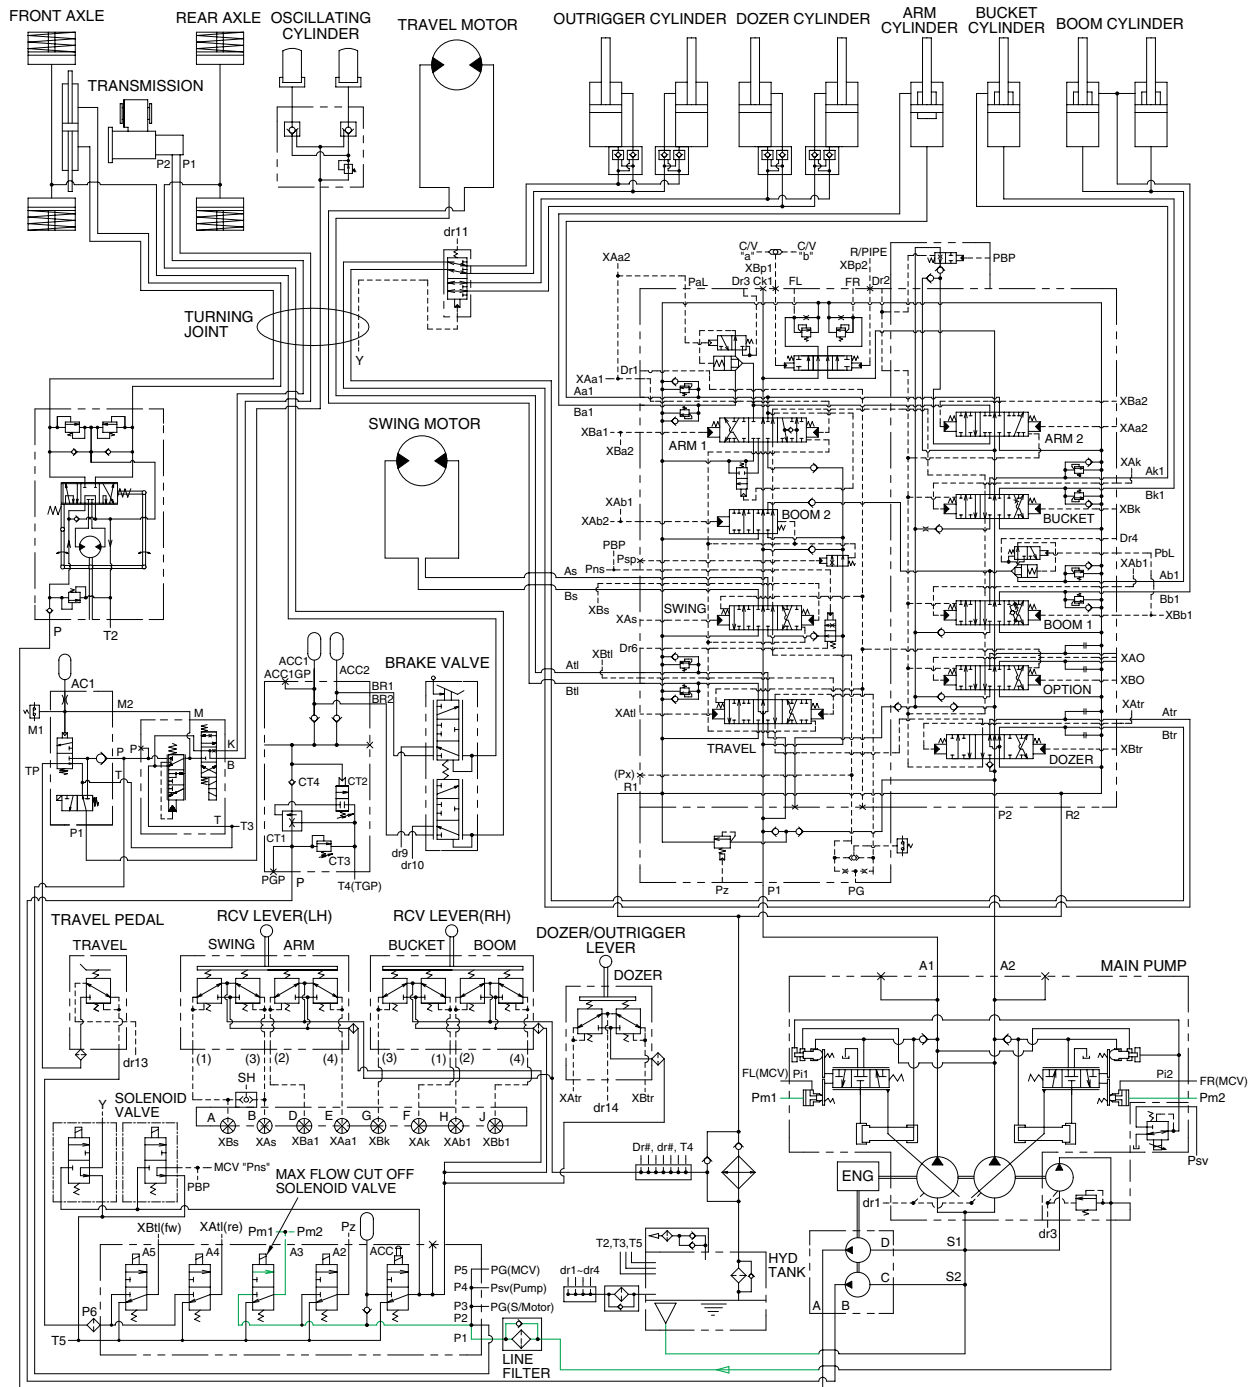 FRONT AXLE
REAR AXLE
OSCILLATING
CYLINDER
TRAVEL MOTOR
OUTRIGGER CYLINDER
DOZER CYLINDER
ARM
CYLINDER
BUCKET
CYLINDER
BOOM CYLINDER
TRANSMISSION
P2
P1
dr11
TURNING
JOINT
Y
C/V
"a"
C/V
"b"
R/PIPE
XAa2
XBp1
XBp2
PBP
PaL
Dr3
Ck1
FL
FR
Dr2
Dr1
XAa1
Aa1
Ba1
XBa1
XBa2
ARM 1
XBa2
XAa2
ARM 2
XAk
Ak1
Bk1
XBk
BUCKET
SWING MOTOR
XAb1
XAb2
BOOM 2
PBP
Psp
Pns
Dr4
PbL
XAb1
Ab1
Bb1
XBb1
BOOM 1
As
Bs
XBs
SWING
XAs
Dr6
XBtl
Atl
Btl
XAtl
TRAVEL
XAO
XBO
OPTION
XAtr
Atr
Btr
XBtr
DOZER
(Px)
R1
P2
R2
Pz
P1
PG
P
T2
ACC1
ACC1GP
ACC2
BR1
BR2
BRAKE VALVE
AC1
M2
M1
M
P
P
K
B
TP
T
T
T3
P1
CT4
CT2
CT1
CT3
PGP
P
T4(TGP)
dr9
dr10
TRAVEL PEDAL
TRAVEL
dr13
RCV LEVER(LH)
SWING
ARM
RCV LEVER(RH)
BUCKET
BOOM
DOZER/OUTRIGGER
LEVER
DOZER
(1)
(3)
(2)
(4)
(3)
(1)
(2)
(4)
XAtr
XBtr
dr14
SH
A
B
D
E
G
F
H
J
XBs
XAs
XBa1
XAa1
XBk
XAk
XAb1
XBb1
A1
A2
MAIN PUMP
FL(MCV)
Pi1
Pm1
Pi2
FR(MCV)
Pm2
Psv
ENG
dr1
dr3
D
C
A
B
S1
S2
Y
SOLENOID
VALVE
MCV "Pns"
PBP
MAX FLOW CUT OFF
SOLENOID VALVE
Dr#, dr#, T4
XBtl(fw)
XAtl(re)
Pm1
Pm2
Pz
A5
A4
A3
A2
P6
T5
P5
PG(MCV)
P4
Psv(Pump)
P3
PG(S/Motor)
P2
P1
LINE
FILTER
T2,T3,T5
dr1~dr4
HYD
TANK